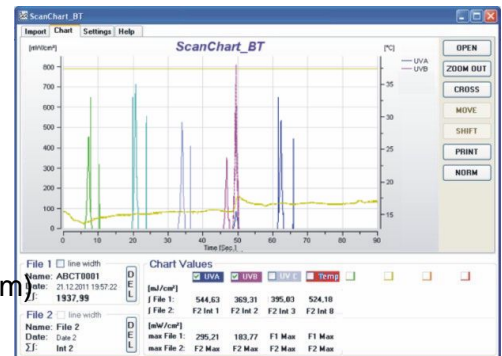 ScanChart_BT
Import Chart Settings Help
[mW/cm²] ScanChart_BT [°C]
UVA
UVB
800
700
600
500
400
300
200
100
0
35
30
25
20
15
0 10 20 30 40 50 60 70 80 90
Time [Sec.]
OPEN
ZOOM OUT
CROSS
MOVE
SHIFT
PRINT
NORM
m)
File 1 line width
Name: ABCT0001
Date: 21.12.2011 19:57:22
∑∫: 1937,99
DEL
File 2 line width
Name: File 2
Date: Date 2
∑∫: Int 2
DEL
Chart Values
UVA UVB UV C Temp
[mJ/cm²]
∫ File 1: 544,63 369,31 395,03 524,18
∫ File 2: F2 Int 1 F2 Int 2 F2 Int 3 F2 Int 8
[mW/cm²]
max File 1: 295,21 183,77 F1 Max F1 Max
max File 2: F2 Max F2 Max F2 Max F2 Max